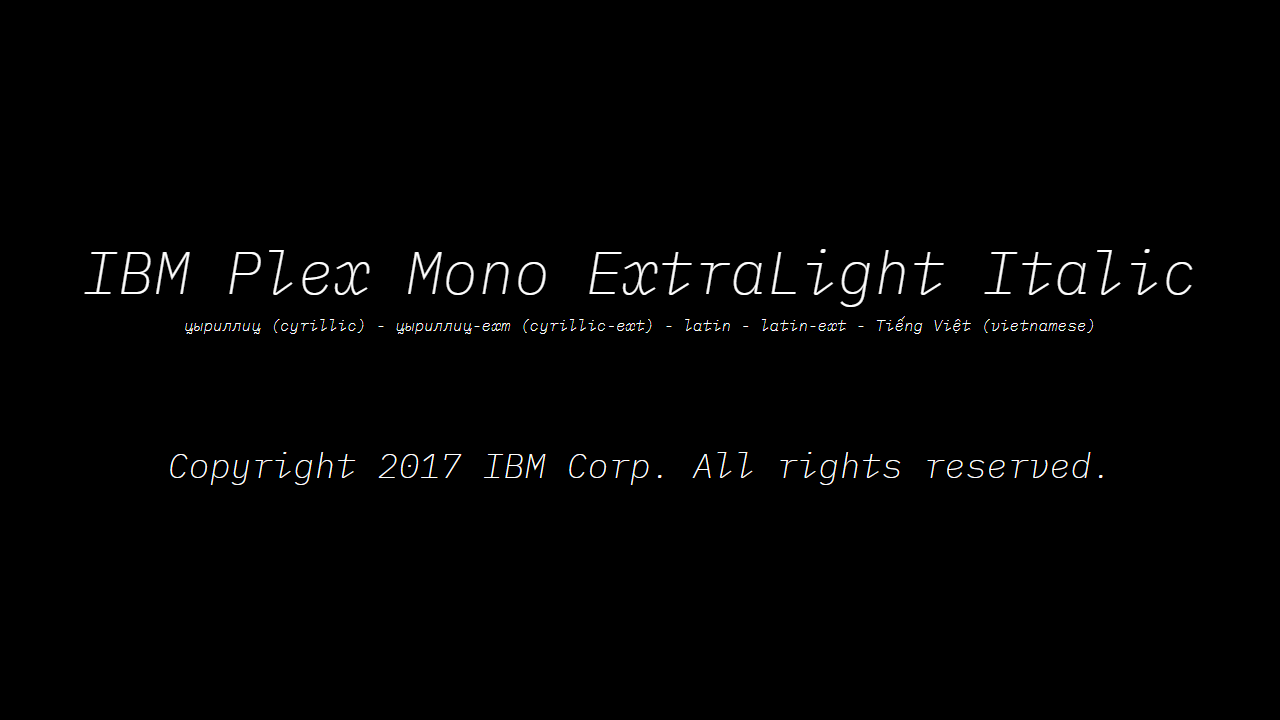 IBM Plex Mono ExtraLight Italic
цыриллиц (cyrillic) - цыриллиц-ехт (cyrillic-ext) - latin - latin-ext - Tiếng Việt (vietnamese)
Copyright 2017 IBM Corp. All rights reserved.